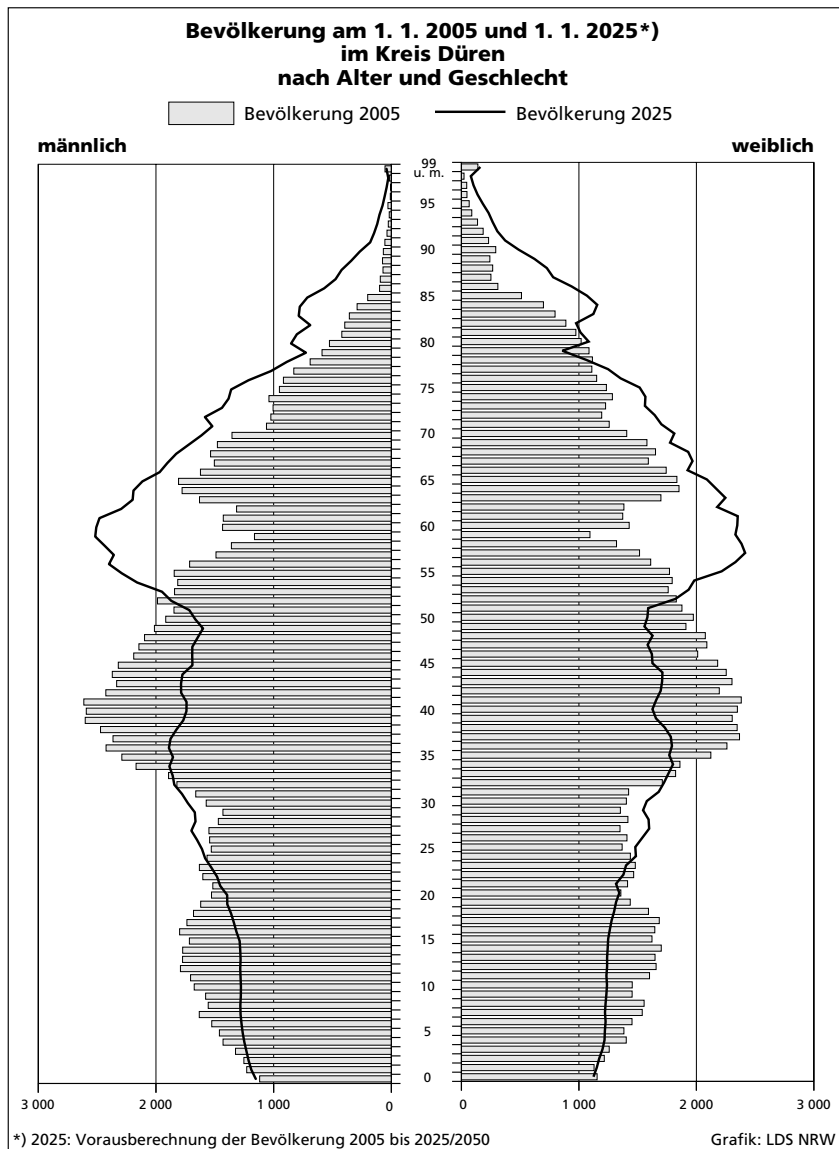 Bevölkerung am 1. 1. 2005 und 1. 1. 2025*)
im Kreis Düren
nach Alter und Geschlecht
Bevölkerung 2005 Bevölkerung 2025
männlich weiblich
99
u. m.
95
90
85
80
75
70
65
60
55
50
45
40
35
30
25
20
15
10
5
0
3 000 2 000 1 000 0 0 1 000 2 000 3 000
*) 2025: Vorausberechnung der Bevölkerung 2005 bis 2025/2050 Grafik: LDS NRW